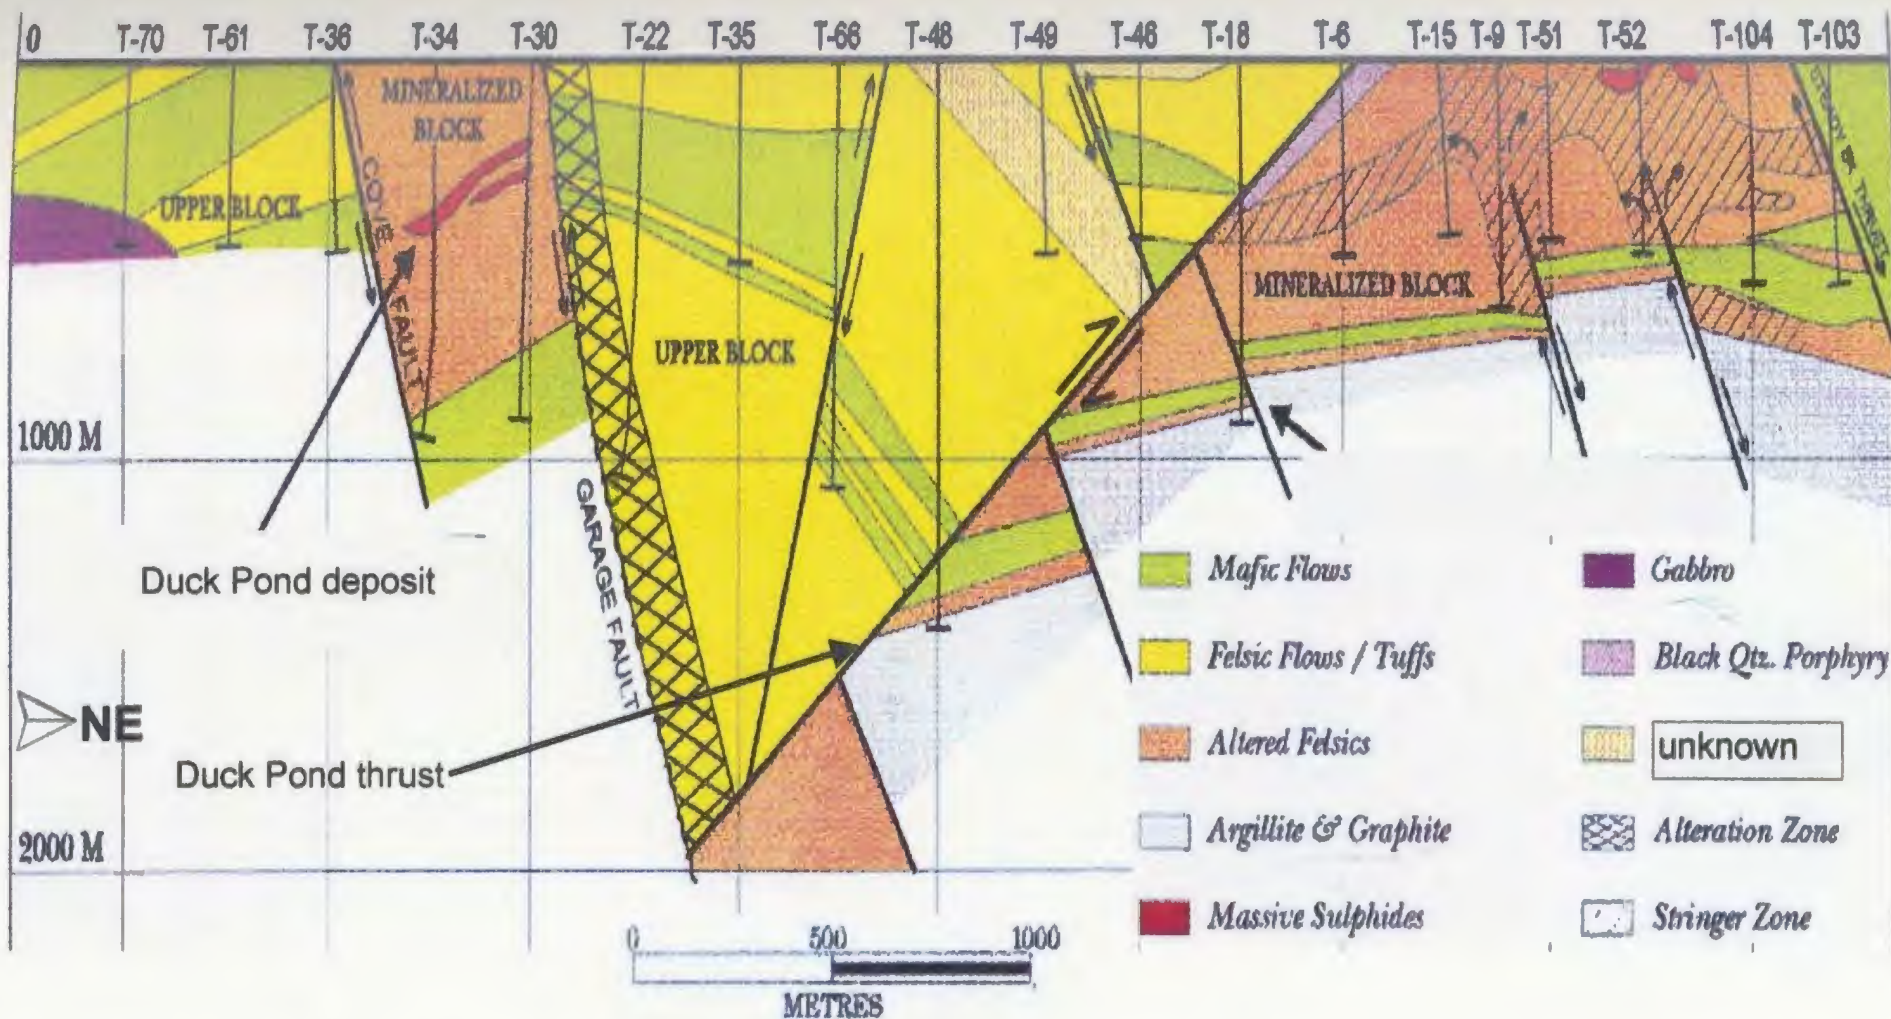 0 T-70 T-61 T-36 T-34 T-30 T-22 T-35 T-66 T-48 T-49 T-46 T-18 T-6 T-15 T-9 T-51 T-52 T-104 T-103
MINERALIZED
BLOCK
UPPER BLOCK
COVE FAULT
MINERALIZED BLOCK
UPPER BLOCK
THRUST
1000 M
GARAGE FAULT
Duck Pond deposit
NE
Duck Pond thrust
2000 M
Mafic Flows
Felsic Flows / Tuffs
Altered Felsics
Argillite & Graphite
Massive Sulphides
Gabbro
Black Qtz. Porphyry
unknown
Alteration Zone
Stringer Zone
0 500 1000
METRES